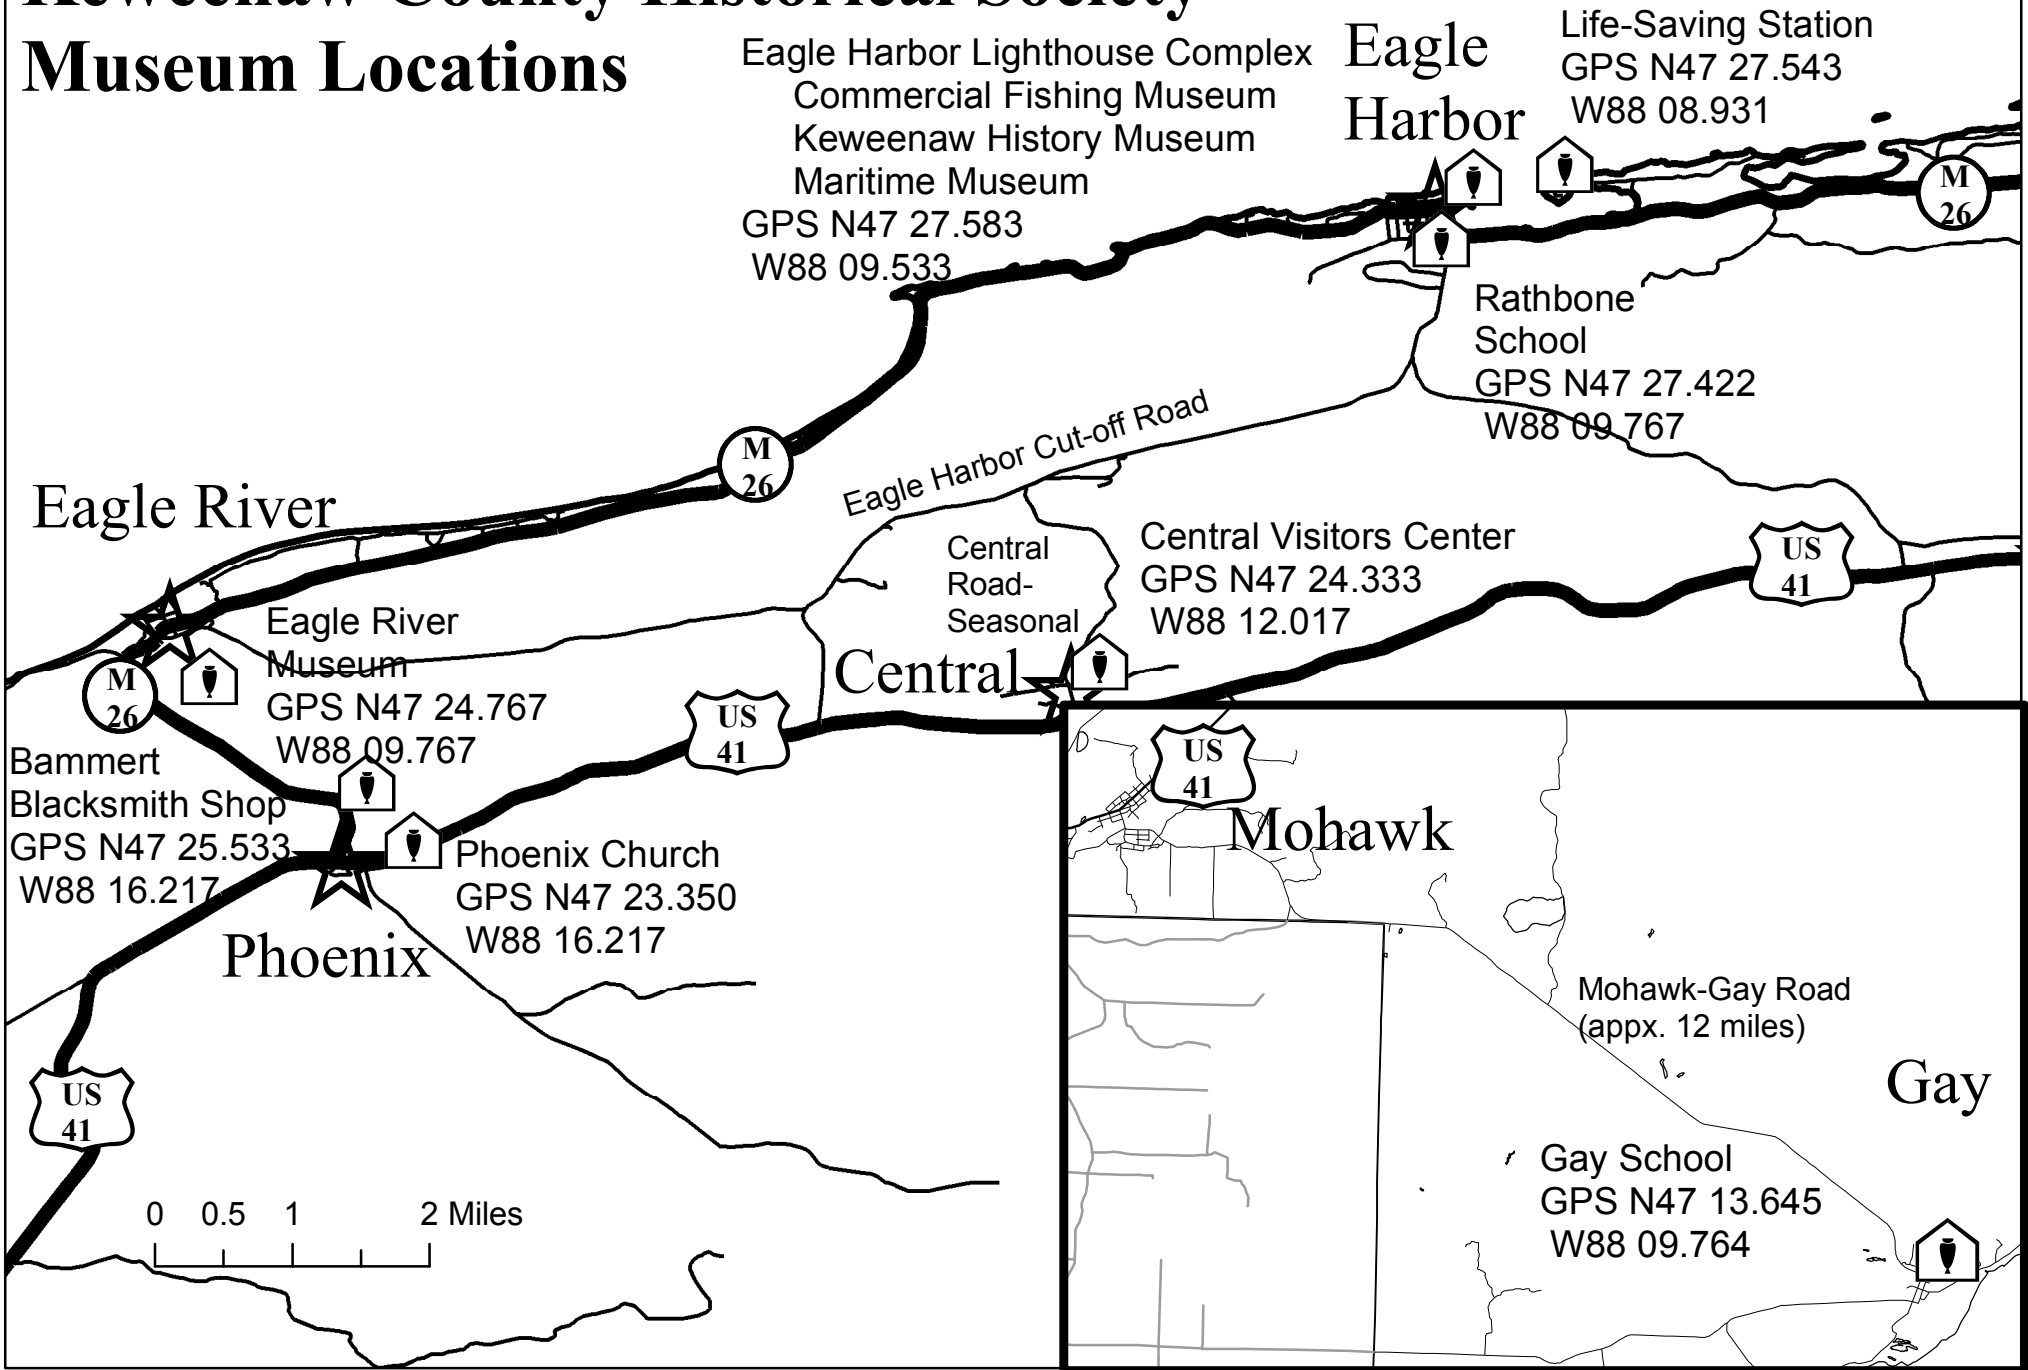 Keweenaw County Historical Society
Museum Locations
Eagle Harbor Lighthouse Complex
Commercial Fishing Museum
Keweenaw History Museum
Maritime Museum
GPS N47 27.583
W88 09.533
Eagle
Harbor
Life-Saving Station
GPS N47 27.543
W88 08.931
M
26
Rathbone
School
GPS N47 27.422
W88 09.767
Eagle Harbor Cut-off Road
M
26
Eagle River
Central
Road-
Seasonal
Central Visitors Center
GPS N47 24.333
W88 12.017
US
41
Eagle River
Museum
GPS N47 24.767
W88 09.767
M
26
Central
US
41
Bammert
Blacksmith Shop
GPS N47 25.533
W88 16.217
Phoenix Church
GPS N47 23.350
W88 16.217
Phoenix
US
41
0 0.5 1 2 Miles
US
41
Mohawk
Mohawk-Gay Road
(appx. 12 miles)
Gay
Gay School
GPS N47 13.645
W88 09.764